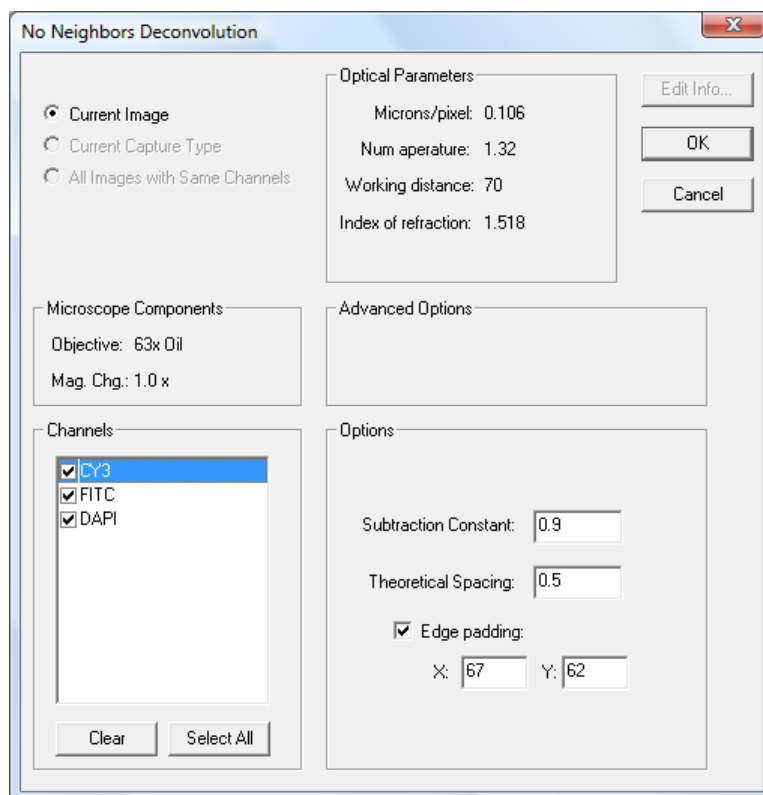 No Neighbors Deconvolution
Current Image
Current Capture Type
All Images with Same Channels
Optical Parameters
Microns/pixel: 0.106
Num aperature: 1.32
Working distance: 70
Index of refraction: 1.518
Edit Info...
OK
Cancel
Microscope Components
Objective: 63x Oil
Mag. Chg.: 1.0 x
Advanced Options
Channels
CY3
FITC
DAPI
Clear Select All
Options
Subtraction Constant: 0.9
Theoretical Spacing: 0.5
Edge padding:
X: 67 Y: 62